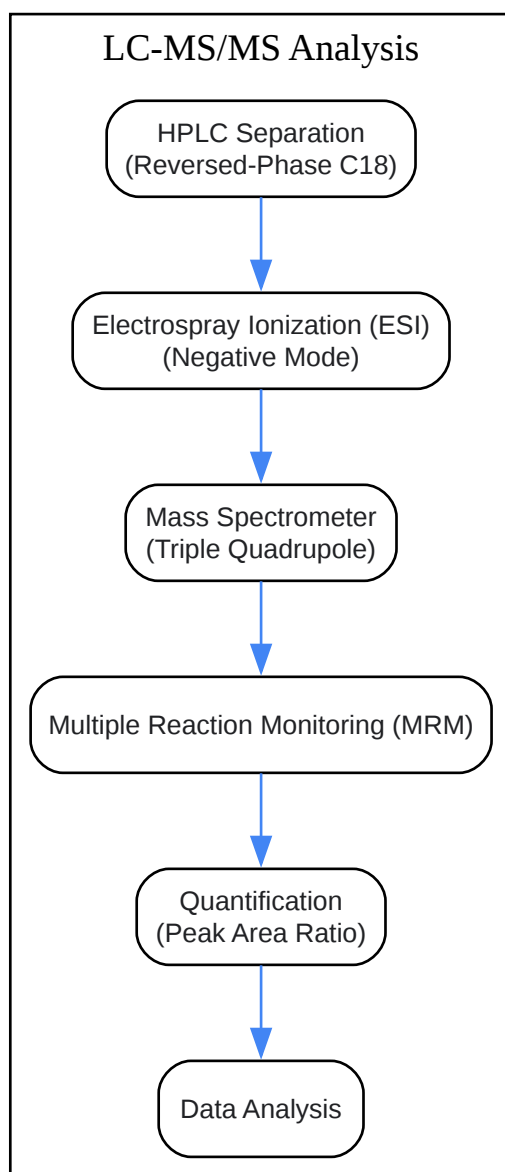 LC-MS/MS Analysis
HPLC Separation
(Reversed-Phase C18)
Electrospray Ionization (ESI)
(Negative Mode)
Mass Spectrometer
(Triple Quadrupole)
Multiple Reaction Monitoring (MRM)
Quantification
(Peak Area Ratio)
Data Analysis